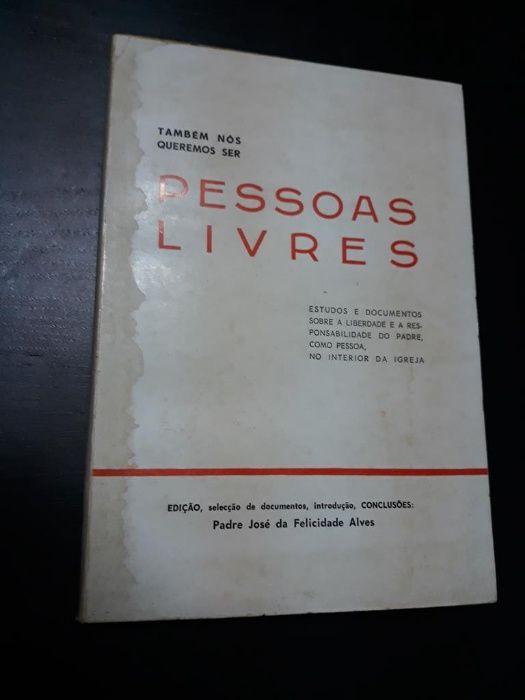 TAMBÉM NÓS
QUEREMOS SER
PESSOAS
LIVRES
ESTUDOS E DOCUMENTOS
SOBRE A LIBERDADE E A RES-
PONSABILIDADE DO PADRE,
COMO PESSOA,
NO INTERIOR DA IGREJA
EDIÇÃO, selecção de documentos, introdução, CONCLUSÕES:
Padre José da Felicidade Alves